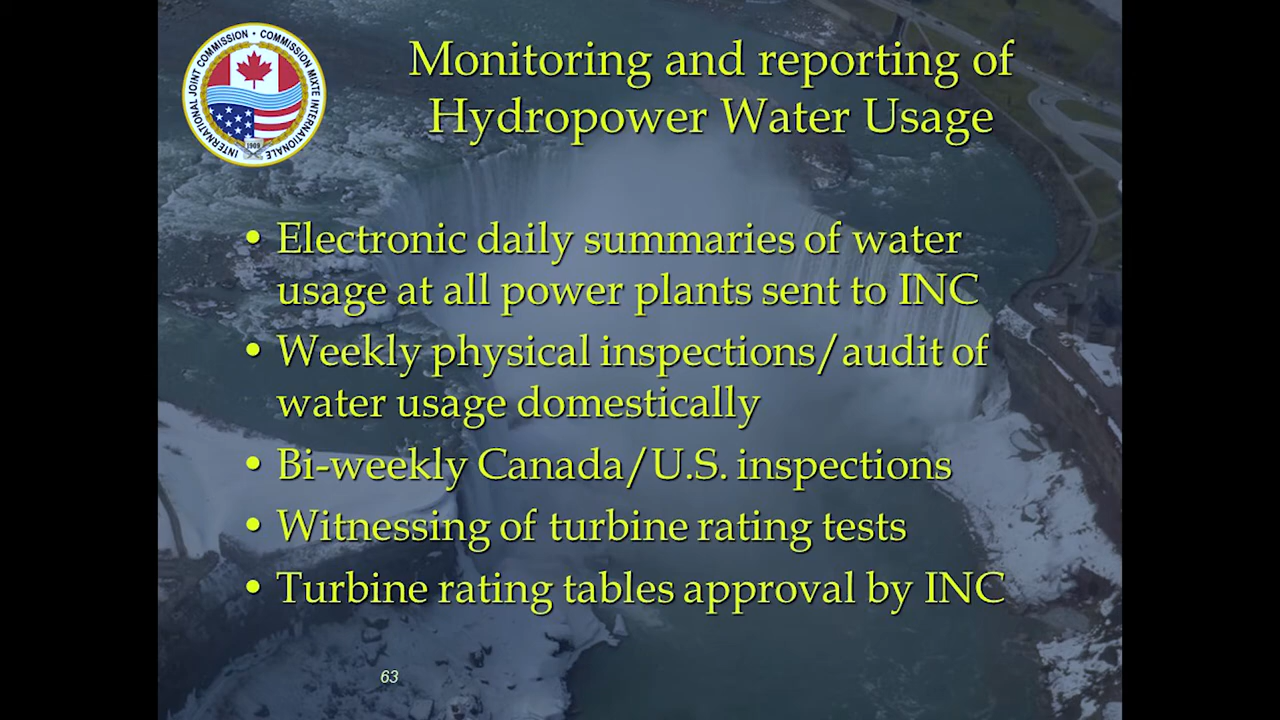 INTERNATIONAL JOINT COMMISSION • COMMISSION MIXTE INTERNATIONALE
1909
Monitoring and reporting of
Hydropower Water Usage
• Electronic daily summaries of water
usage at all power plants sent to INC
• Weekly physical inspections/audit of
water usage domestically
• Bi-weekly Canada/U.S. inspections
• Witnessing of turbine rating tests
• Turbine rating tables approval by INC
63